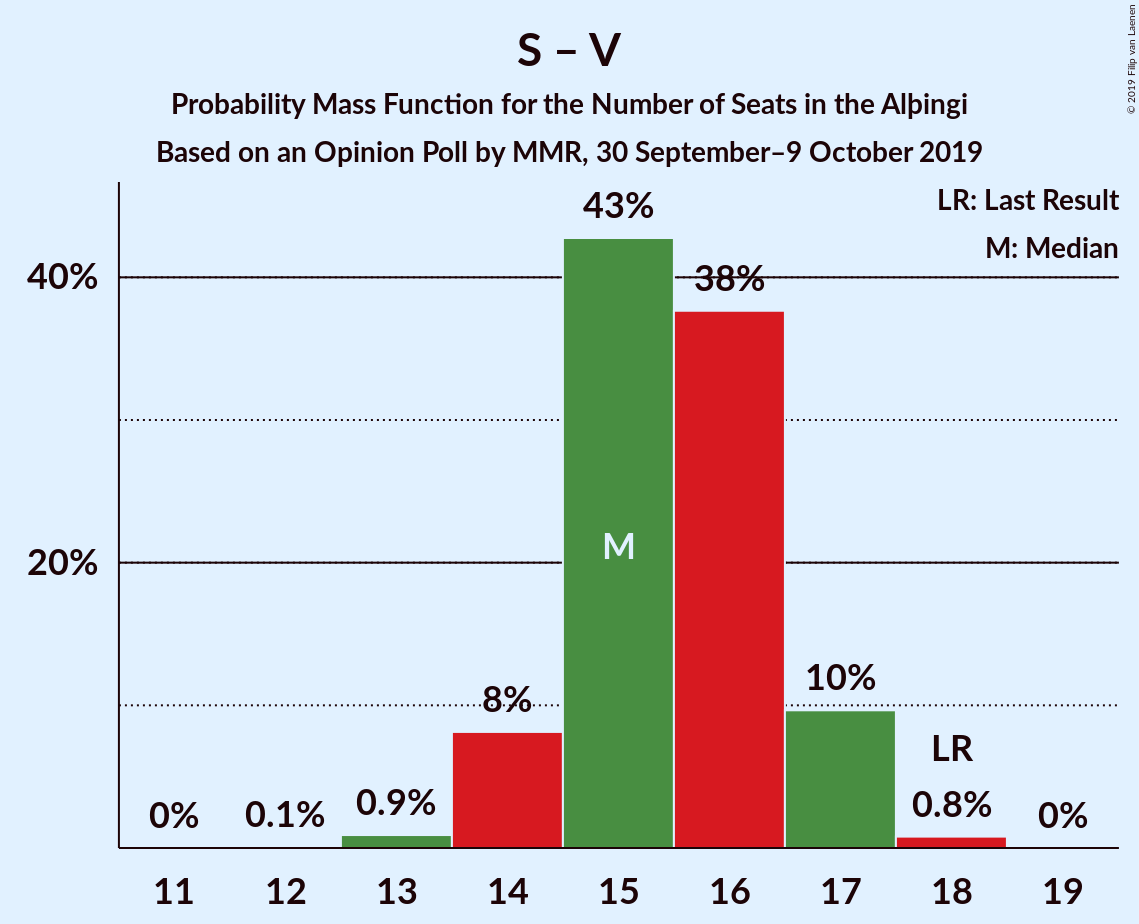 S – V
Probability Mass Function for the Number of Seats in the Alþingi
Based on an Opinion Poll by MMR, 30 September–9 October 2019
© 2019 Filip van Laenen
LR: Last Result
M: Median
40%
20%
0%
0.1%
0.9%
8%
43%
M
38%
10%
LR
0.8%
0%
11 12 13 14 15 16 17 18 19